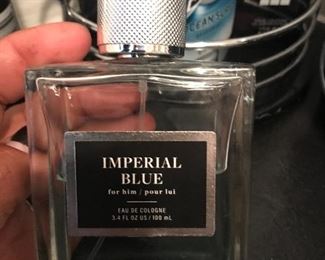 IMPERIAL
BLUE
for him / pour lui
EAU DE COLOGNE
3.4 FL OZ US / 100 mL